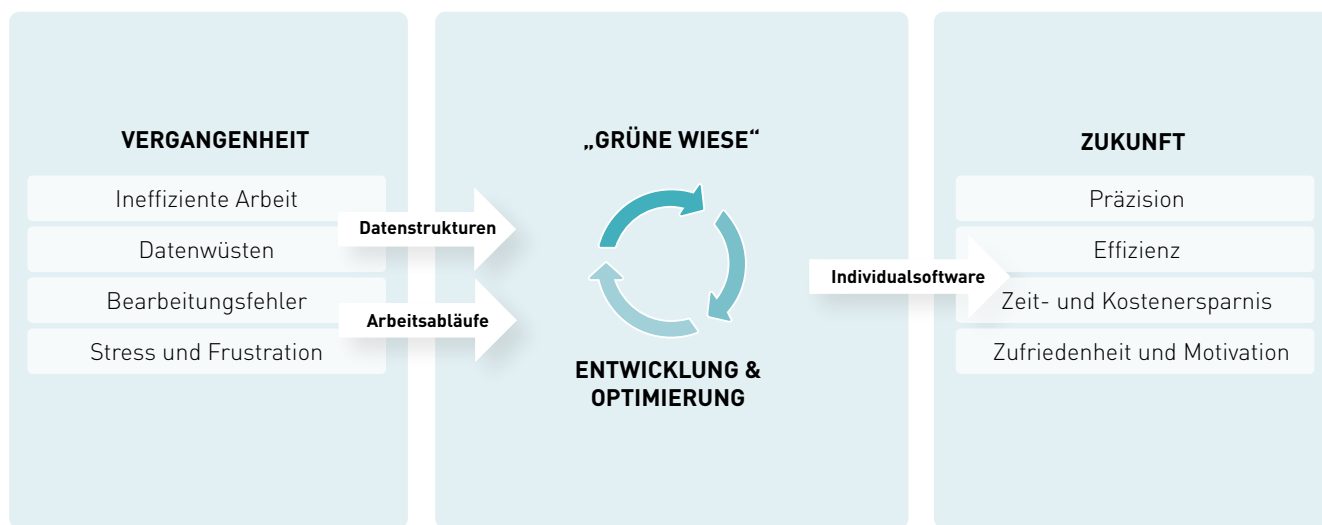 VERGANGENHEIT
Ineffiziente Arbeit
Datenwüsten
Bearbeitungsfehler
Stress und Frustration
Datenstrukturen
Arbeitsabläufe
„GRÜNE WIESE“
ENTWICKLUNG &
OPTIMIERUNG
Individualsoftware
ZUKUNFT
Präzision
Effizienz
Zeit- und Kostenersparnis
Zufriedenheit und Motivation